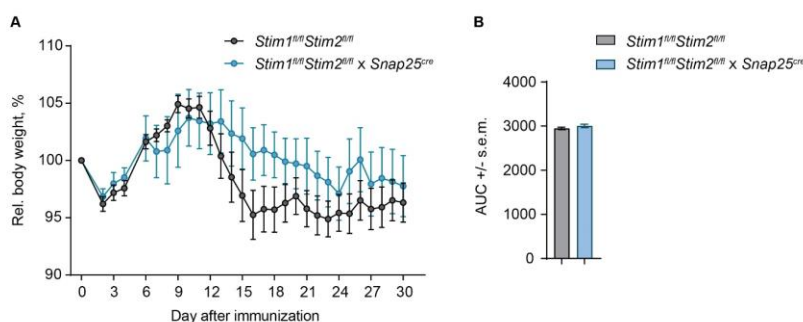 A
Stim1fl/flStim2fl/fl
Stim1fl/flStim2fl/fl x Snap25cre
Rel. body weight, %
110
105
100
95
90
0 3 6 9 12 15 18 21 24 27 30
Day after immunization
B
Stim1fl/flStim2fl/fl
Stim1fl/flStim2fl/fl x Snap25cre
AUC +/- s.e.m.
4000
3000
2000
1000
0